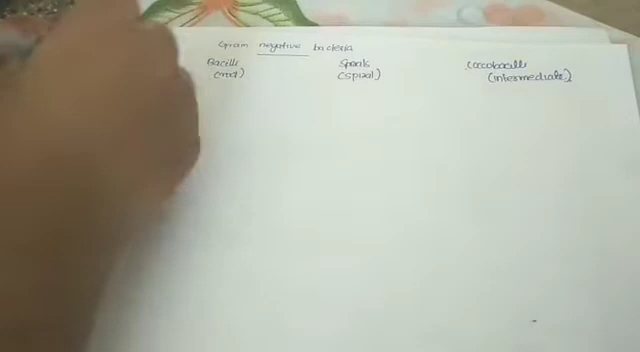 Gram negative bacteria
Bacilli Spirals Coccobacilli
(rod) (spiral) (intermediate)